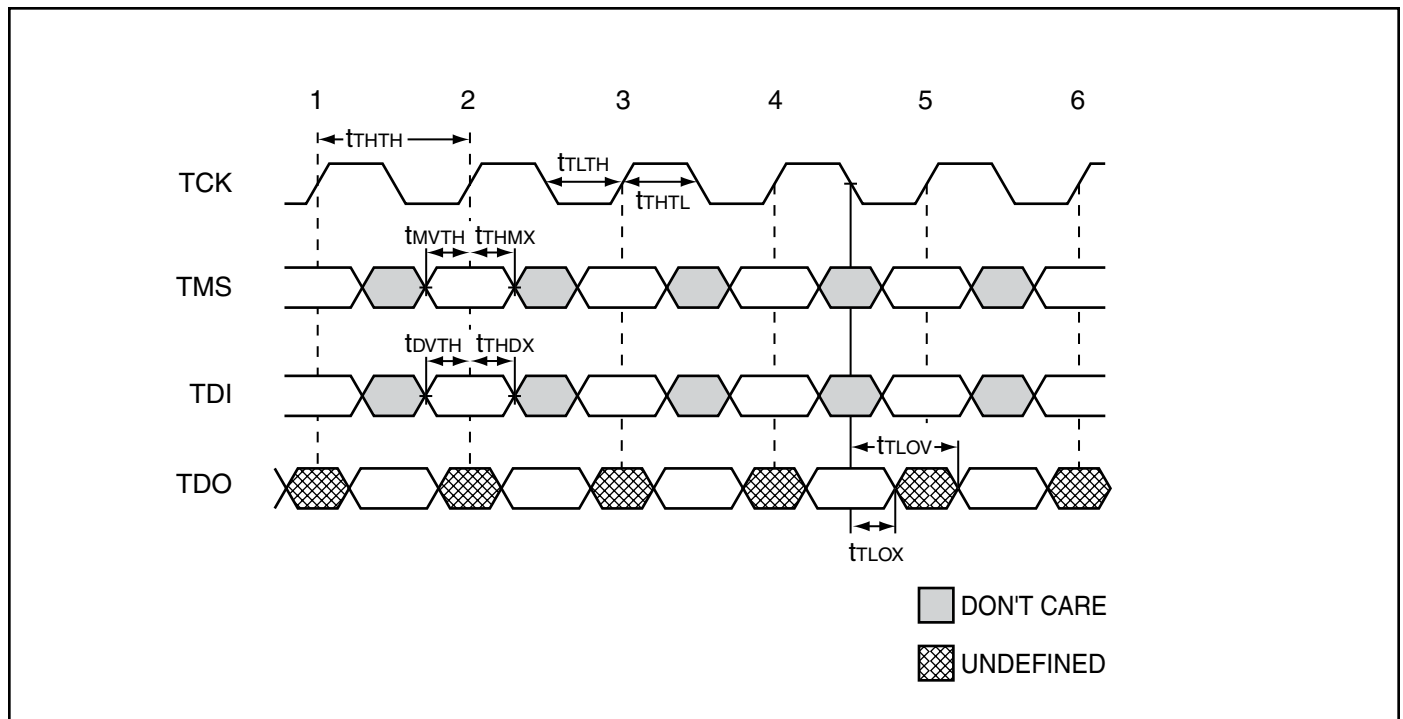 1 2 3 4 5 6
tTHTH
tTLTH
TCK
tTHTL
tMVTH tTHMX
TMS
tDVTH tTHDX
TDI
tTLOV
TDO
tTLOX
DON'T CARE
UNDEFINED